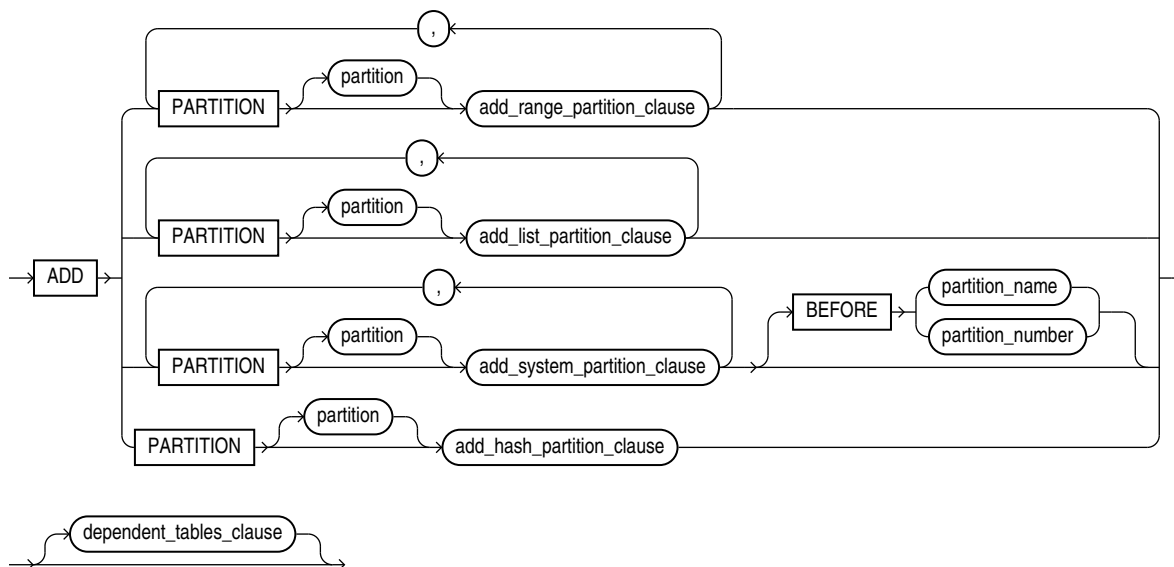 ,
partition
PARTITION add_range_partition_clause
,
partition
PARTITION add_list_partition_clause
ADD
,
partition_name
BEFORE
partition
partition_number
PARTITION add_system_partition_clause
partition
PARTITION add_hash_partition_clause
dependent_tables_clause